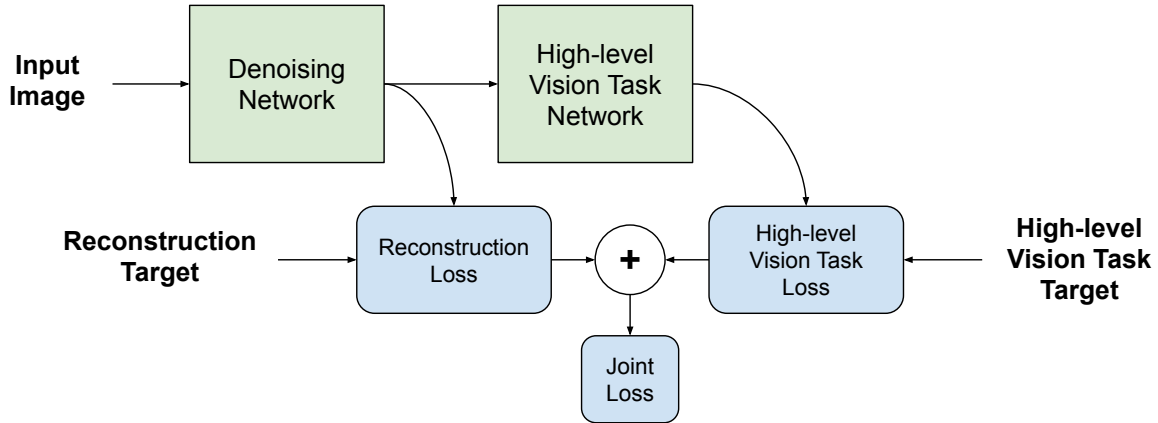 Input
Image
Denoising
Network
High-level
Vision Task
Network
Reconstruction
Target
Reconstruction
Loss
+
High-level
Vision Task
Loss
High-level
Vision Task
Target
Joint
Loss